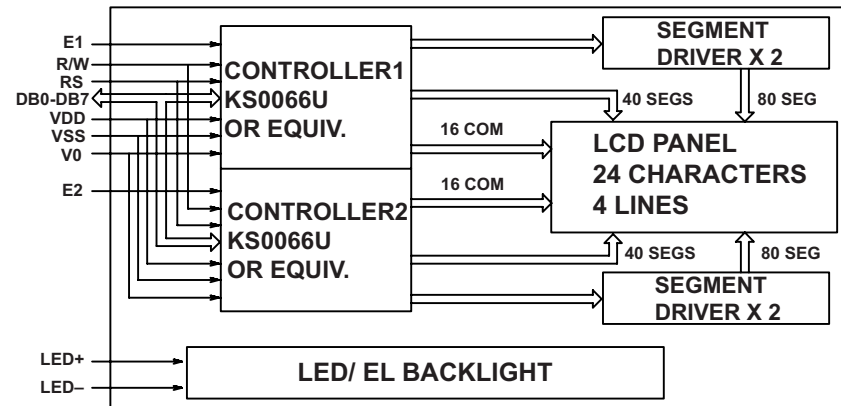 E1
R/W
RS
DB0-DB7
VDD
VSS
V0
E2
CONTROLLER1
KS0066U
OR EQUIV.
CONTROLLER2
KS0066U
OR EQUIV.
SEGMENT
DRIVER X 2
40 SEGS
80 SEG
16 COM
16 COM
LCD PANEL
24 CHARACTERS
4 LINES
40 SEGS
80 SEG
SEGMENT
DRIVER X 2
LED+
LED–
LED/ EL BACKLIGHT